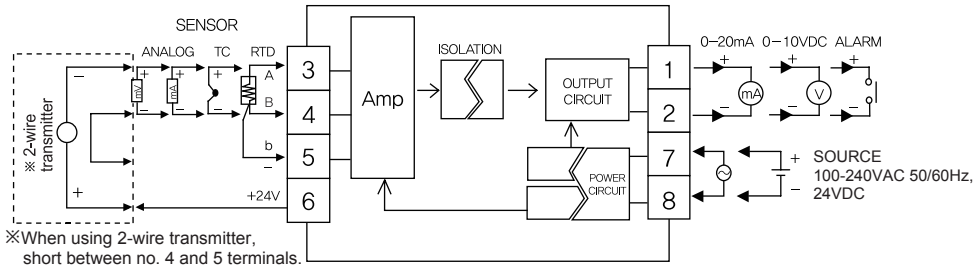 SENSOR
ANALOG TC RTD
※ 2-wire
transmitter
−
+
+
−
mV
+
−
mA
+
−
A
B
b
−
+24V
3
4
5
6
Amp
ISOLATION
OUTPUT
CIRCUIT
POWER
CIRCUIT
1
2
7
8
0−20mA 0−10VDC ALARM
+
−
mA
+
−
V
+
−
+
−
SOURCE
100-240VAC 50/60Hz,
24VDC
※When using 2-wire transmitter,
short between no. 4 and 5 terminals.